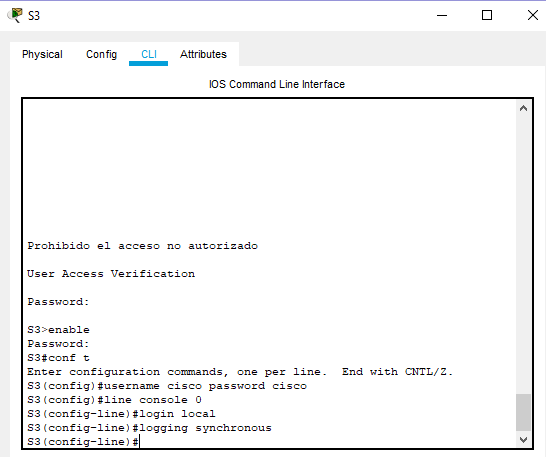 S3
Physical Config CLI Attributes
IOS Command Line Interface
Prohibido el acceso no autorizado
User Access Verification
Password:
S3>enable
Password:
S3#conf t
Enter configuration commands, one per line.  End with CNTL/Z.
S3(config)#username cisco password cisco
S3(config)#line console 0
S3(config-line)#login local
S3(config-line)#logging synchronous
S3(config-line)#